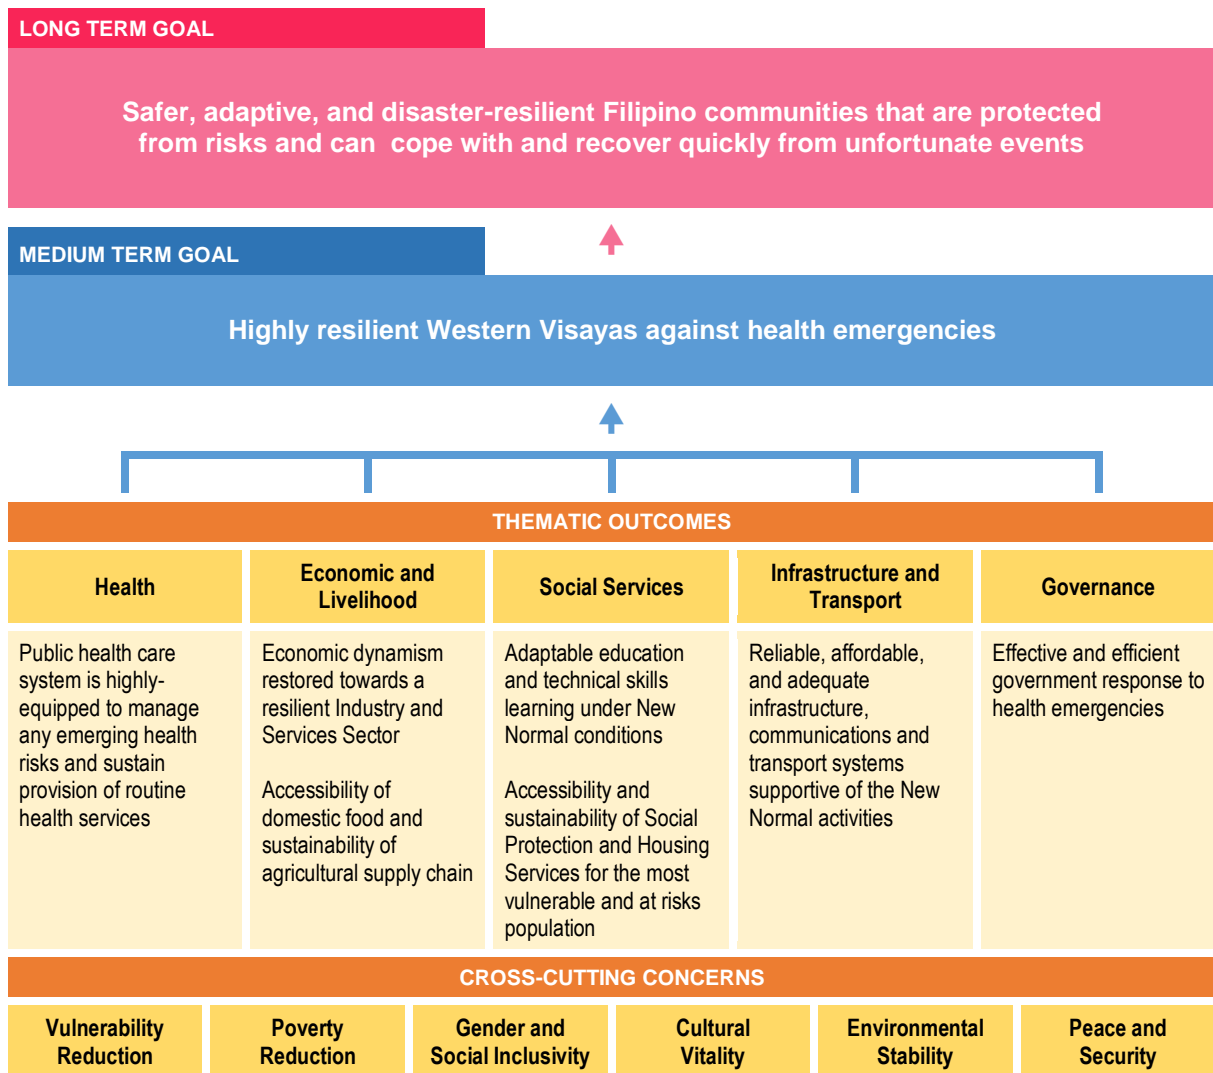 LONG TERM GOAL
Safer, adaptive, and disaster-resilient Filipino communities that are protected
from risks and can cope with and recover quickly from unfortunate events
MEDIUM TERM GOAL
Highly resilient Western Visayas against health emergencies
THEMATIC OUTCOMES
Health
Economic and
Livelihood
Social Services
Infrastructure and
Transport
Governance
Public health care
system is highly-
equipped to manage
any emerging health
risks and sustain
provision of routine
health services
Economic dynamism
restored towards a
resilient Industry and
Services Sector
Accessibility of
domestic food and
sustainability of
agricultural supply chain
Adaptable education
and technical skills
learning under New
Normal conditions
Accessibility and
sustainability of Social
Protection and Housing
Services for the most
vulnerable and at risks
population
Reliable, affordable,
and adequate
infrastructure,
communications and
transport systems
supportive of the New
Normal activities
Effective and efficient
government response to
health emergencies
CROSS-CUTTING CONCERNS
Vulnerability
Reduction
Poverty
Reduction
Gender and
Social Inclusivity
Cultural
Vitality
Environmental
Stability
Peace and
Security